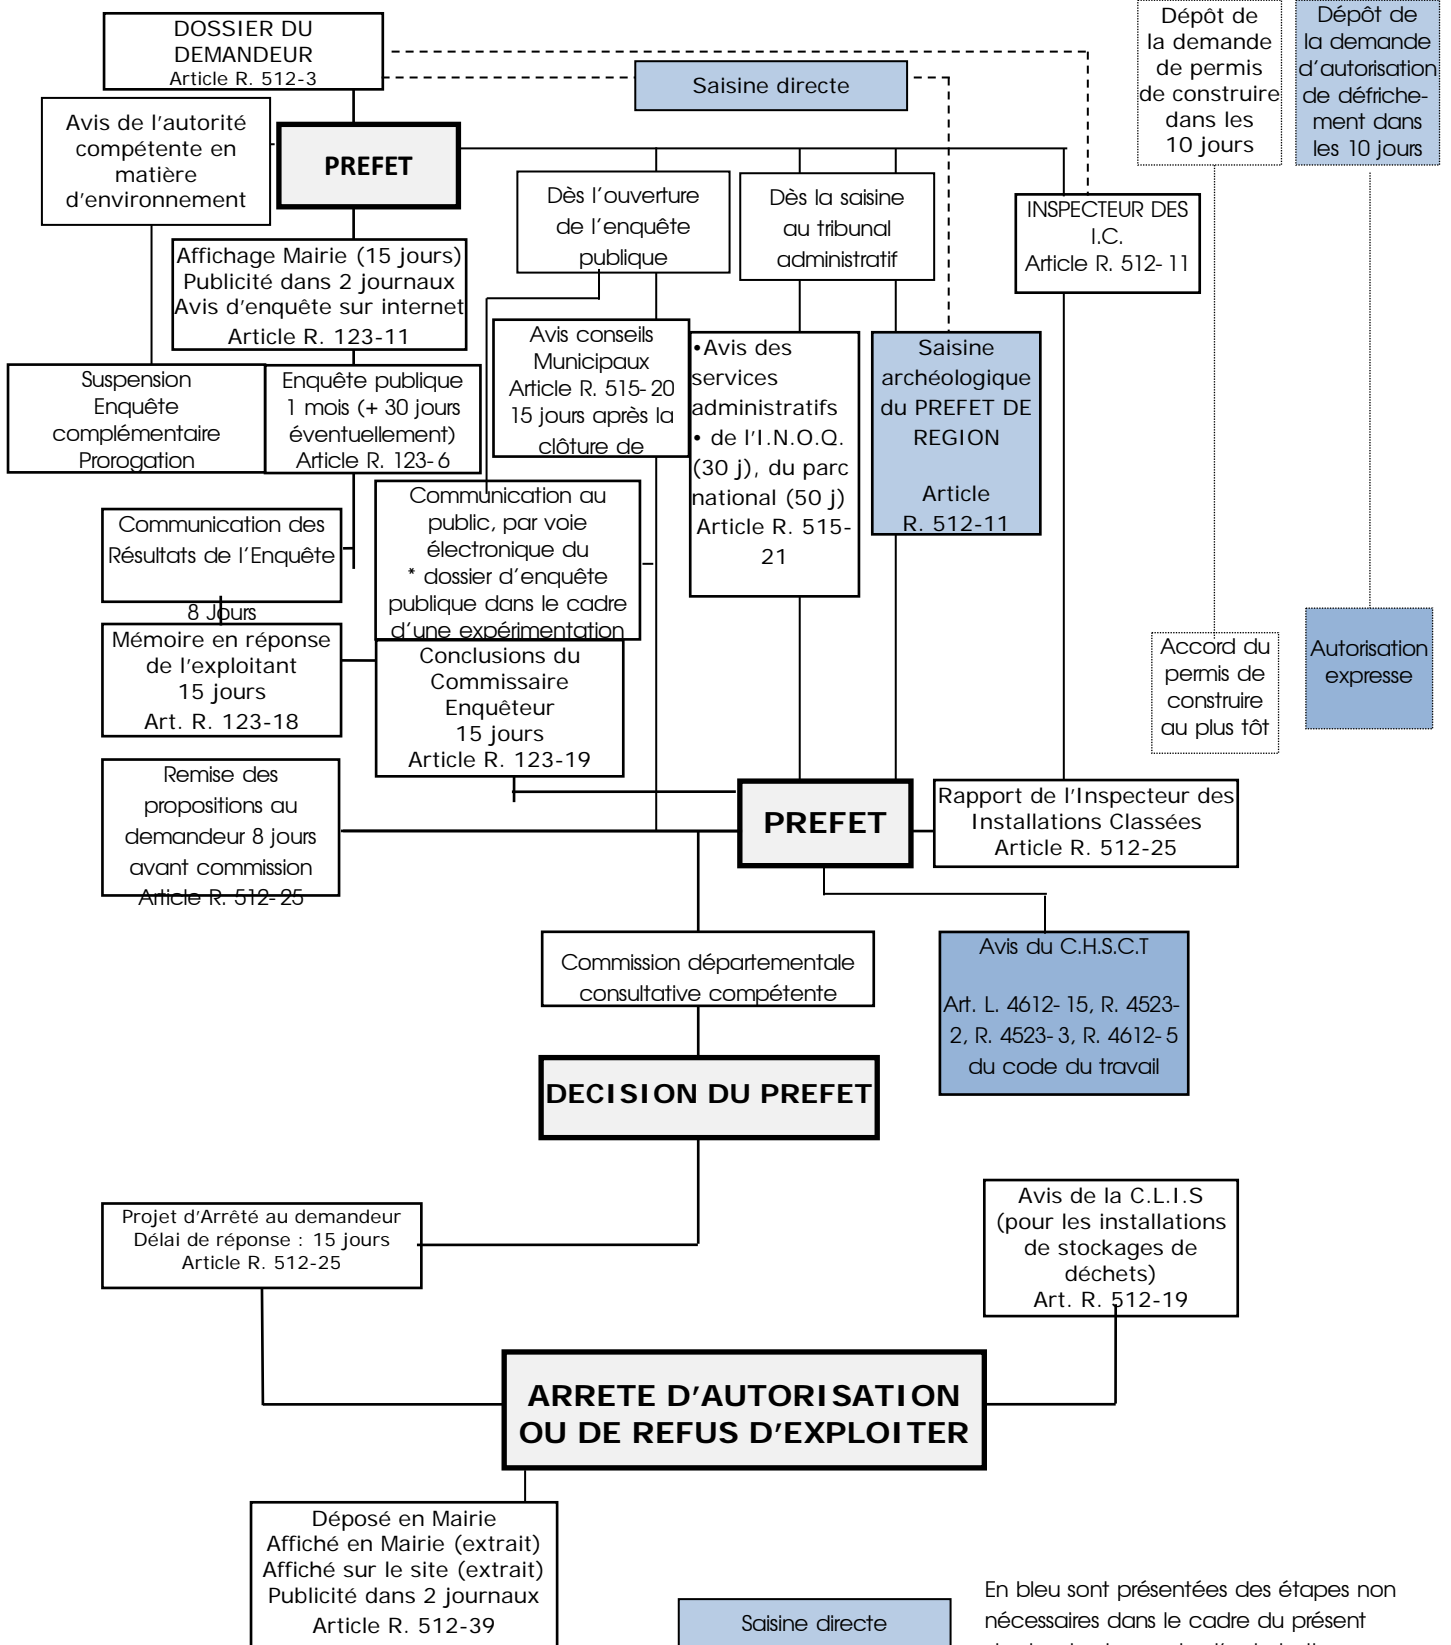 DOSSIER DU
DEMANDEUR
Article R. 512-3
Saisine directe
Dépôt de
la demande
de permis
de construire
dans les
10 jours
Dépôt de
la demande
d'autorisation
de défriche-
ment dans
les 10 jours
Avis de l'autorité
compétente en
matière
d'environnement
PREFET
Dès l'ouverture
de l'enquête
publique
Dès la saisine
au tribunal
administratif
INSPECTEUR DES
I.C.
Article R. 512-11
Affichage Mairie (15 jours)
Publicité dans 2 journaux
Avis d'enquête sur internet
Article R. 123-11
Avis conseils
Municipaux
Article R. 515-20
15 jours après la
clôture de
•Avis des
services
administratifs
• de l'I.N.O.Q.
(30 j), du parc
national (50 j)
Article R. 515-
21
Saisine
archéologique
du PREFET DE
REGION
Article
R. 512-11
Suspension
Enquête
complémentaire
Prorogation
Enquête publique
1 mois (+ 30 jours
éventuellement)
Article R. 123-6
Communication des
Résultats de l'Enquête
8 Jours
Communication au
public, par voie
électronique du
* dossier d'enquête
publique dans le cadre
d'une expérimentation
Mémoire en réponse
de l'exploitant
15 jours
Art. R. 123-18
Conclusions du
Commissaire
Enquêteur
15 jours
Article R. 123-19
Accord du
permis de
construire
au plus tôt
Autorisation
expresse
Remise des
propositions au
demandeur 8 jours
avant commission
Article R. 512-25
PREFET
Rapport de l'Inspecteur des
Installations Classées
Article R. 512-25
Commission départementale
consultative compétente
Avis du C.H.S.C.T
Art. L. 4612-15, R. 4523-
2, R. 4523-3, R. 4612-5
du code du travail
DECISION DU PREFET
Projet d'Arrêté au demandeur
Délai de réponse : 15 jours
Article R. 512-25
Avis de la C.L.I.S
(pour les installations
de stockages de
déchets)
Art. R. 512-19
ARRETE D'AUTORISATION
OU DE REFUS D'EXPLOITER
Déposé en Mairie
Affiché en Mairie (extrait)
Affiché sur le site (extrait)
Publicité dans 2 journaux
Article R. 512-39
Saisine directe
En bleu sont présentées des étapes non
nécessaires dans le cadre du présent